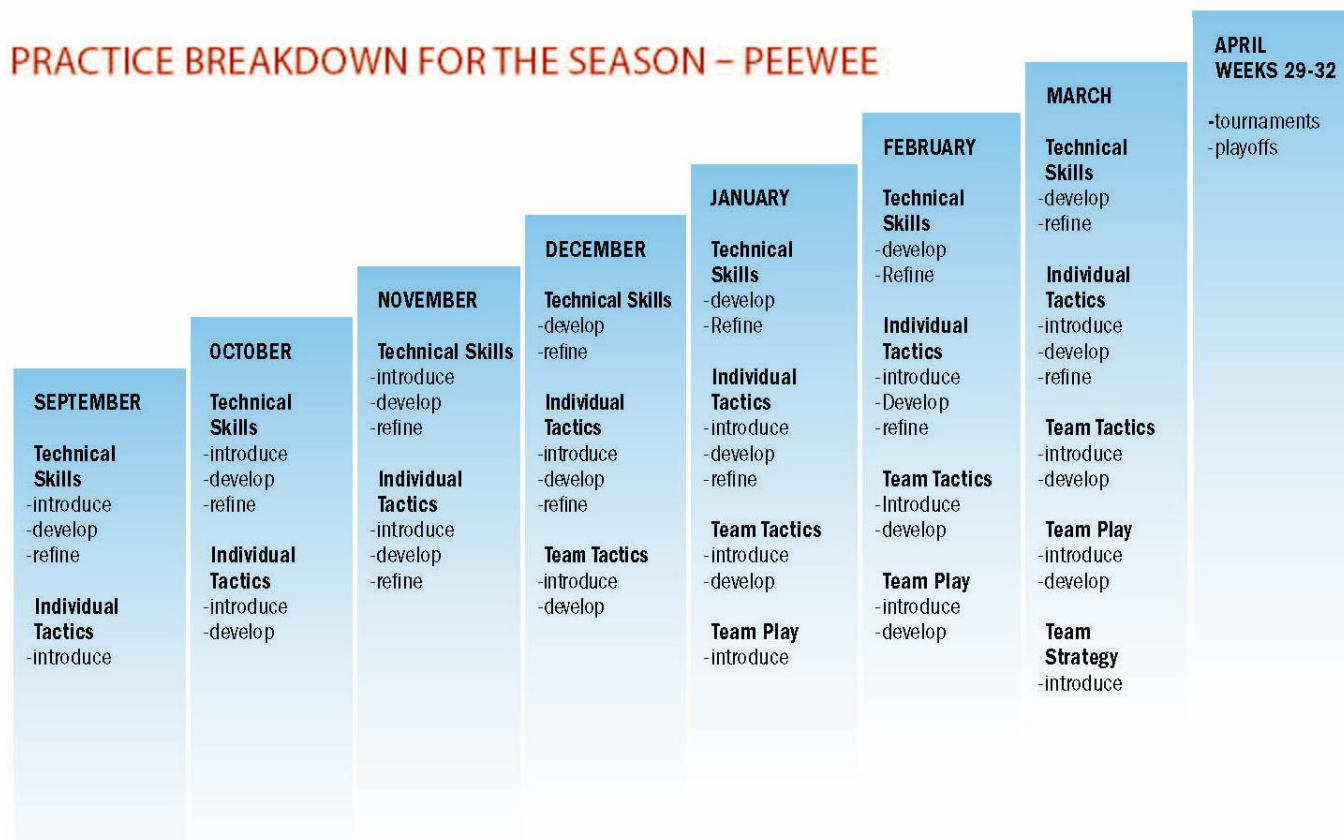 PRACTICE BREAKDOWN FOR THE SEASON – PEEWEE
SEPTEMBER
Technical
Skills
-introduce
-develop
-refine
Individual
Tactics
-introduce
OCTOBER
Technical
Skills
-introduce
-develop
-refine
Individual
Tactics
-introduce
-develop
NOVEMBER
Technical Skills
-introduce
-develop
-refine
Individual
Tactics
-introduce
-develop
-refine
DECEMBER
Technical Skills
-develop
-refine
Individual
Tactics
-introduce
-develop
-refine
Team Tactics
-introduce
-develop
JANUARY
Technical
Skills
-develop
-Refine
Individual
Tactics
-introduce
-develop
-refine
Team Tactics
-introduce
-develop
Team Play
-introduce
FEBRUARY
Technical
Skills
-develop
-Refine
Individual
Tactics
-introduce
-Develop
-refine
Team Tactics
-Introduce
-develop
Team Play
-introduce
-develop
MARCH
Technical
Skills
-develop
-refine
Individual
Tactics
-introduce
-develop
-refine
Team Tactics
-introduce
-develop
Team Play
-introduce
-develop
Team
Strategy
-introduce
APRIL
WEEKS 29-32
-tournaments
-playoffs